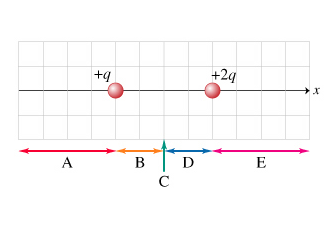 +q +2q
x
A B D E
C